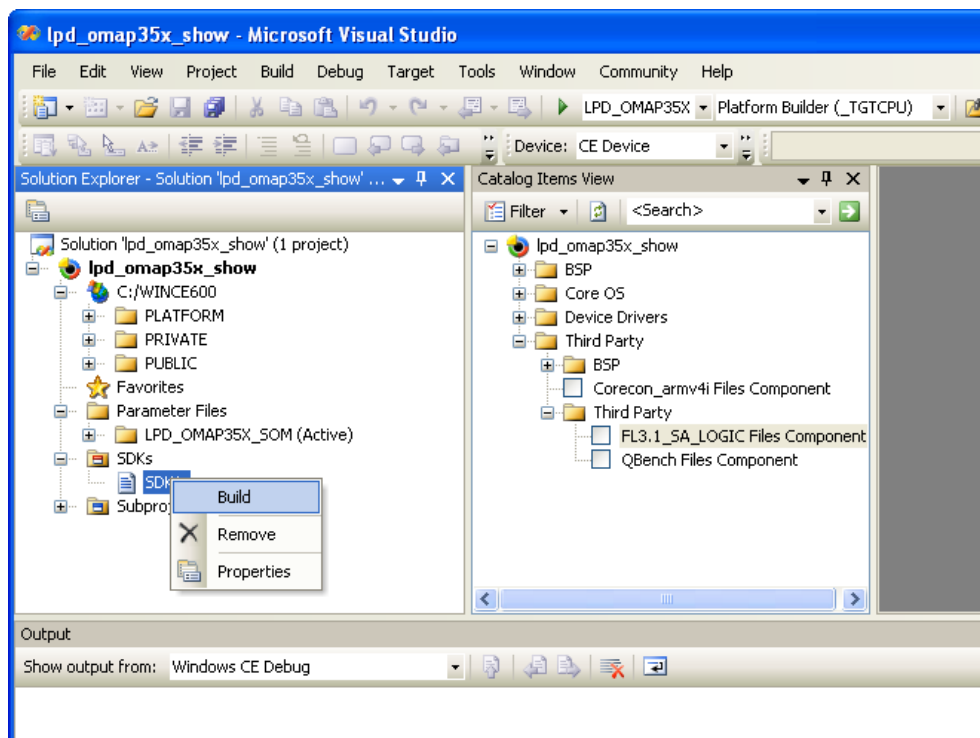 lpd_omap35x_show - Microsoft Visual Studio
File Edit View Project Build Debug Target Tools Window Community Help
LPD_OMAP35X Platform Builder (_TGTCPU)
Device: CE Device
Solution Explorer - Solution 'lpd_omap35x_show' ...
Solution 'lpd_omap35x_show' (1 project)
lpd_omap35x_show
C:/WINCE600
PLATFORM
PRIVATE
PUBLIC
Favorites
Parameter Files
LPD_OMAP35X_SOM (Active)
SDKs
Build
Remove
Properties
Catalog Items View
Filter <Search>
lpd_omap35x_show
BSP
Core OS
Device Drivers
Third Party
BSP
Corecon_armv4i Files Component
Third Party
FL3.1_SA_LOGIC Files Component
QBench Files Component
Output
Show output from: Windows CE Debug